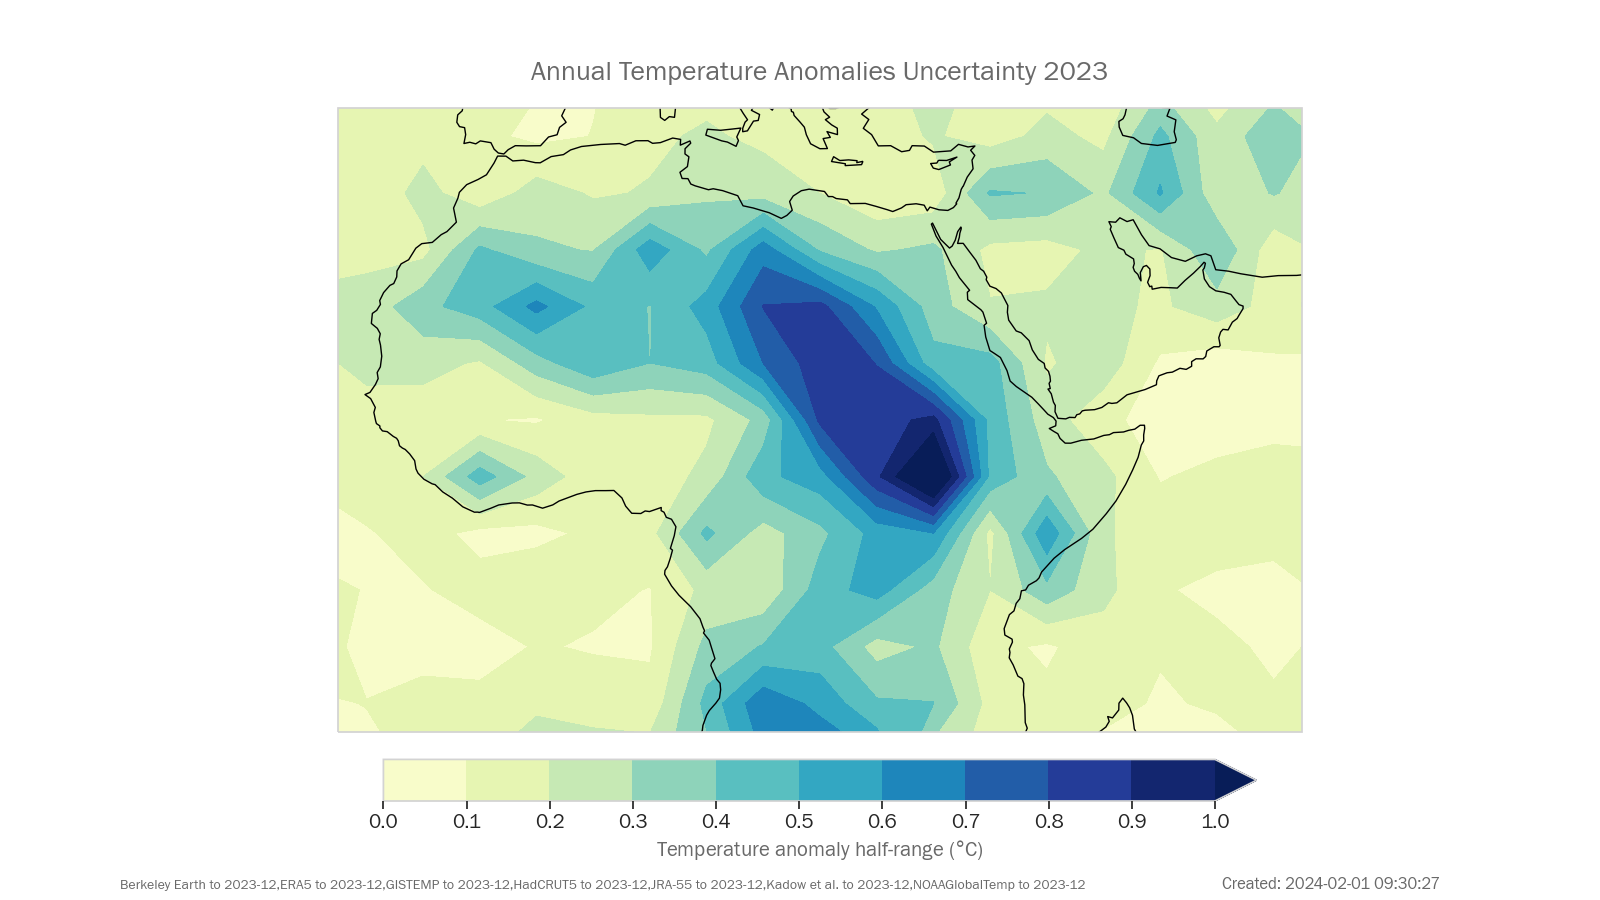 Annual Temperature Anomalies Uncertainty 2023
0.0 0.1 0.2 0.3 0.4 0.5 0.6 0.7 0.8 0.9 1.0
Temperature anomaly half-range (°C)
Berkeley Earth to 2023-12,ERA5 to 2023-12,GISTEMP to 2023-12,HadCRUT5 to 2023-12,JRA-55 to 2023-12,Kadow et al. to 2023-12,NOAAGlobalTemp to 2023-12
Created: 2024-02-01 09:30:27